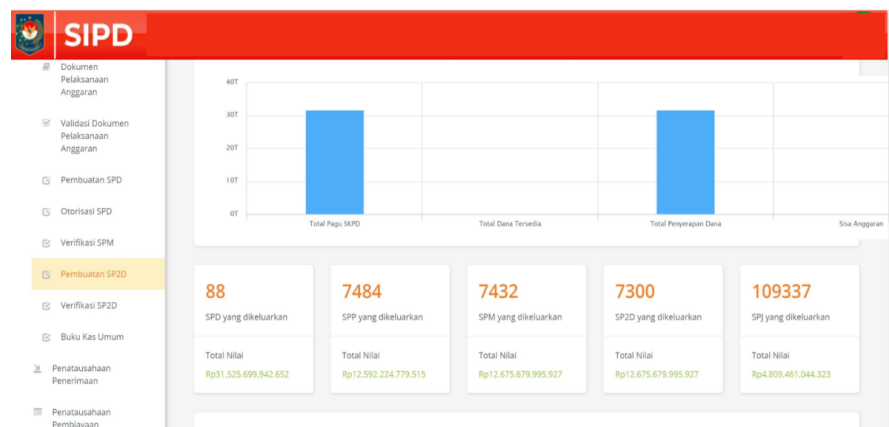 SIPD
Dokumen
Pelaksanaan
Anggaran
Validasi Dokumen
Pelaksanaan
Anggaran
Pembuatan SPD
Otorisasi SPD
Verifikasi SPM
Pembuatan SP2D
Verifikasi SP2D
Buku Kas Umum
Penatausahaan
Penerimaan
Penatausahaan
Pembiayaan
40T
30T
20T
10T
0T
Total Pagu SKPD
Total Dana Tersedia
Total Penyerapan Dana
Sisa Anggaran
88
SPD yang dikeluarkan
Total Nilai
Rp31.525.699.942.652
7484
SPP yang dikeluarkan
Total Nilai
Rp12.592.224.779.515
7432
SPM yang dikeluarkan
Total Nilai
Rp12.675.679.995.927
7300
SP2D yang dikeluarkan
Total Nilai
Rp12.675.679.995.927
109337
SPJ yang dikeluarkan
Total Nilai
Rp4.809.461.044.323